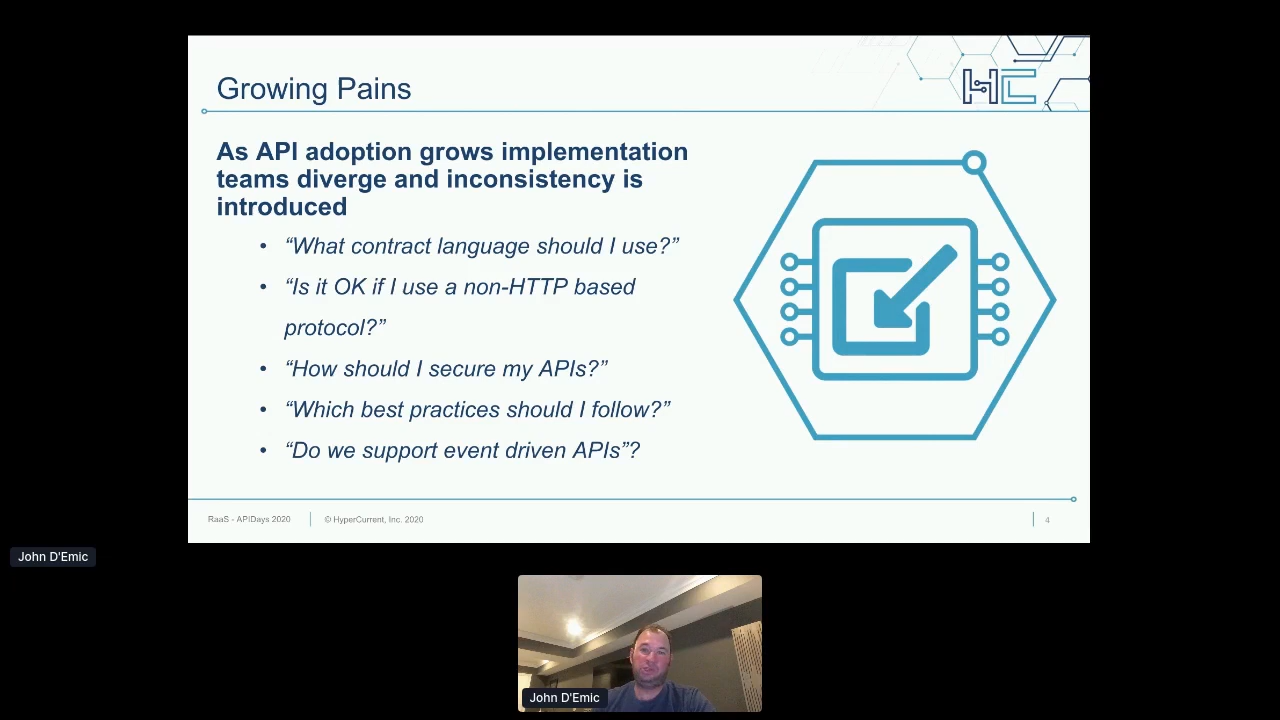 Growing Pains
HC
As API adoption grows implementation
teams diverge and inconsistency is
introduced
• “What contract language should I use?”
• “Is it OK if I use a non-HTTP based
protocol?”
• “How should I secure my APIs?”
• “Which best practices should I follow?”
• “Do we support event driven APIs”?
RaaS - APIDays 2020
© HyperCurrent, Inc. 2020
4
John D'Emic
John D'Emic